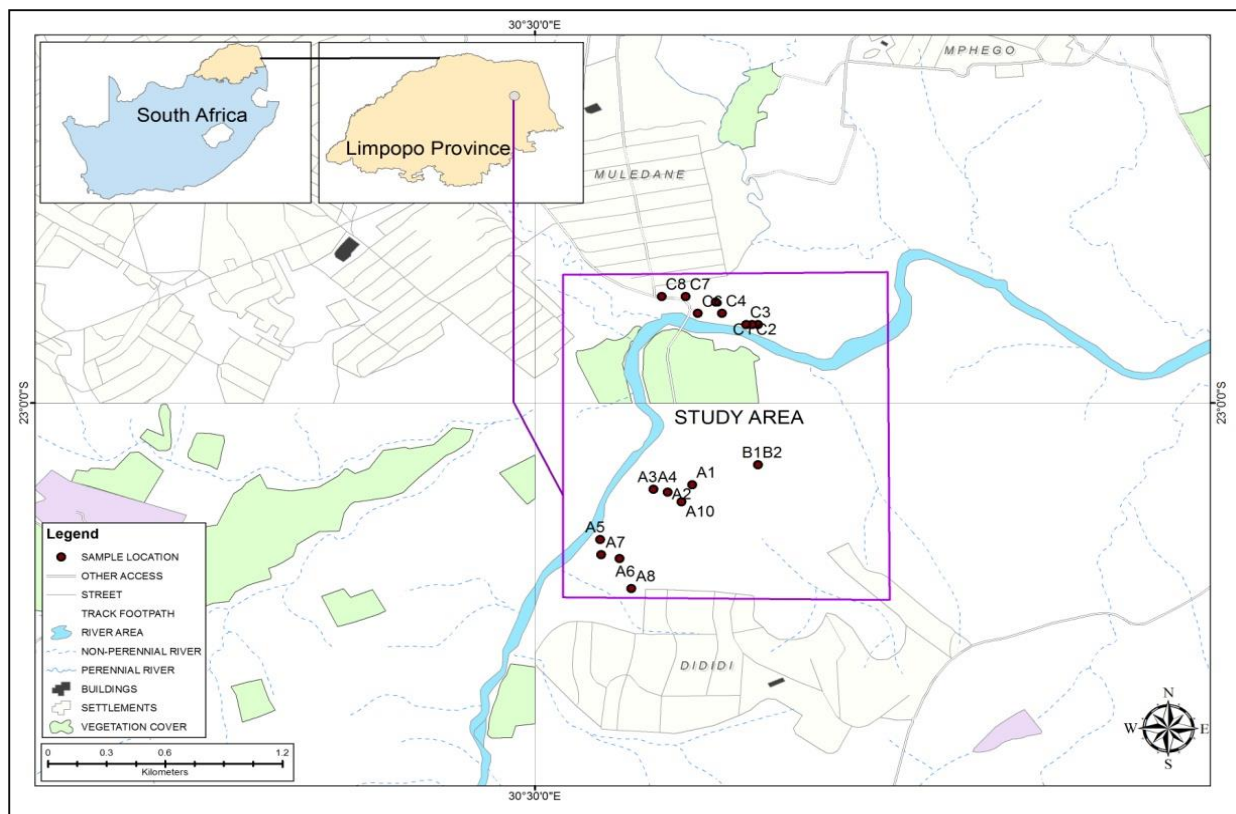 30°30'0"E
MPHEGO
South Africa
Limpopo Province
MULEDANE
C8 C7
C4
C3
C1 C2
23°0'0"S
23°0'0"S
STUDY AREA
B1B2
A1
A3A4
A2
A10
A5
A7
A6
A8
DIDIDI
Legend
SAMPLE LOCATION
OTHER ACCESS
STREET
TRACK FOOTPATH
RIVER AREA
NON-PERENNIAL RIVER
PERENNIAL RIVER
BUILDINGS
SETTLEMENTS
VEGETATION COVER
0 0.3 0.6 1.2
Kilometers
N
W E
S
30°30'0"E